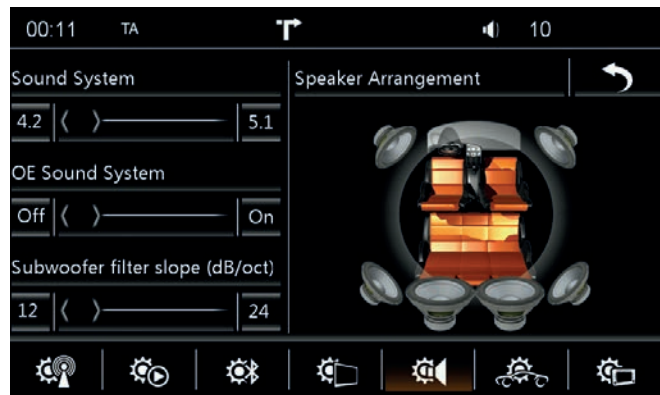 00:11 TA 10
Sound System
4.2 5.1
OE Sound System
Off On
Subwoofer filter slope (dB/oct)
12 24
Speaker Arrangement